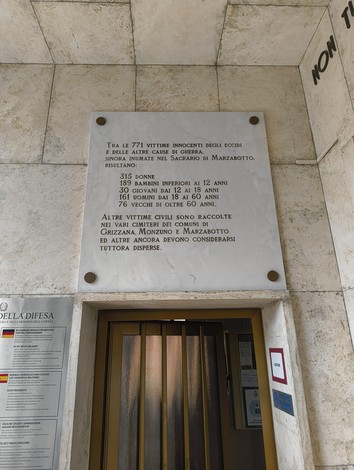 NON TU
TRA LE 771 VITTIME INNOCENTI DEGLI ECCIDI
E DELLE ALTRE CAUSE DI GUERRA,
SINORA INUMATE NEL SACRARIO DI MARZABOTTO,
RISULTANO:
315 DONNE
189 BAMBINI INFERIORI AI 12 ANNI
30 GIOVANI DAI 12 AI 18 ANNI
161 UOMINI DAI 18 AI 60 ANNI
76 VECCHI DI OLTRE 60 ANNI.
ALTRE VITTIME CIVILI SONO RACCOLTE
NEI VARI CIMITERI DEI COMUNI DI
GRIZZANA, MONZUNO E MARZABOTTO
ED ALTRE ANCORA DEVONO CONSIDERARSI
TUTTORA DISPERSE.
DELLA DIFESA